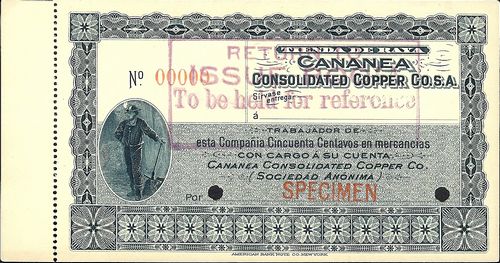 TIENDA DE RAYA
CANANEA
CONSOLIDATED COPPER CO. S.A.
Nº 00000
RETURN
ISSUE
To be held for reference
Sírvase entregar
á
TRABAJADOR DE
esta Compañía Cincuenta Centavos en mercancías
CON CARGO Á SU CUENTA.
CANANEA CONSOLIDATED COPPER CO.
(SOCIEDAD ANÓNIMA)
Por
SPECIMEN
AMERICAN BANK NOTE CO. NEW YORK.